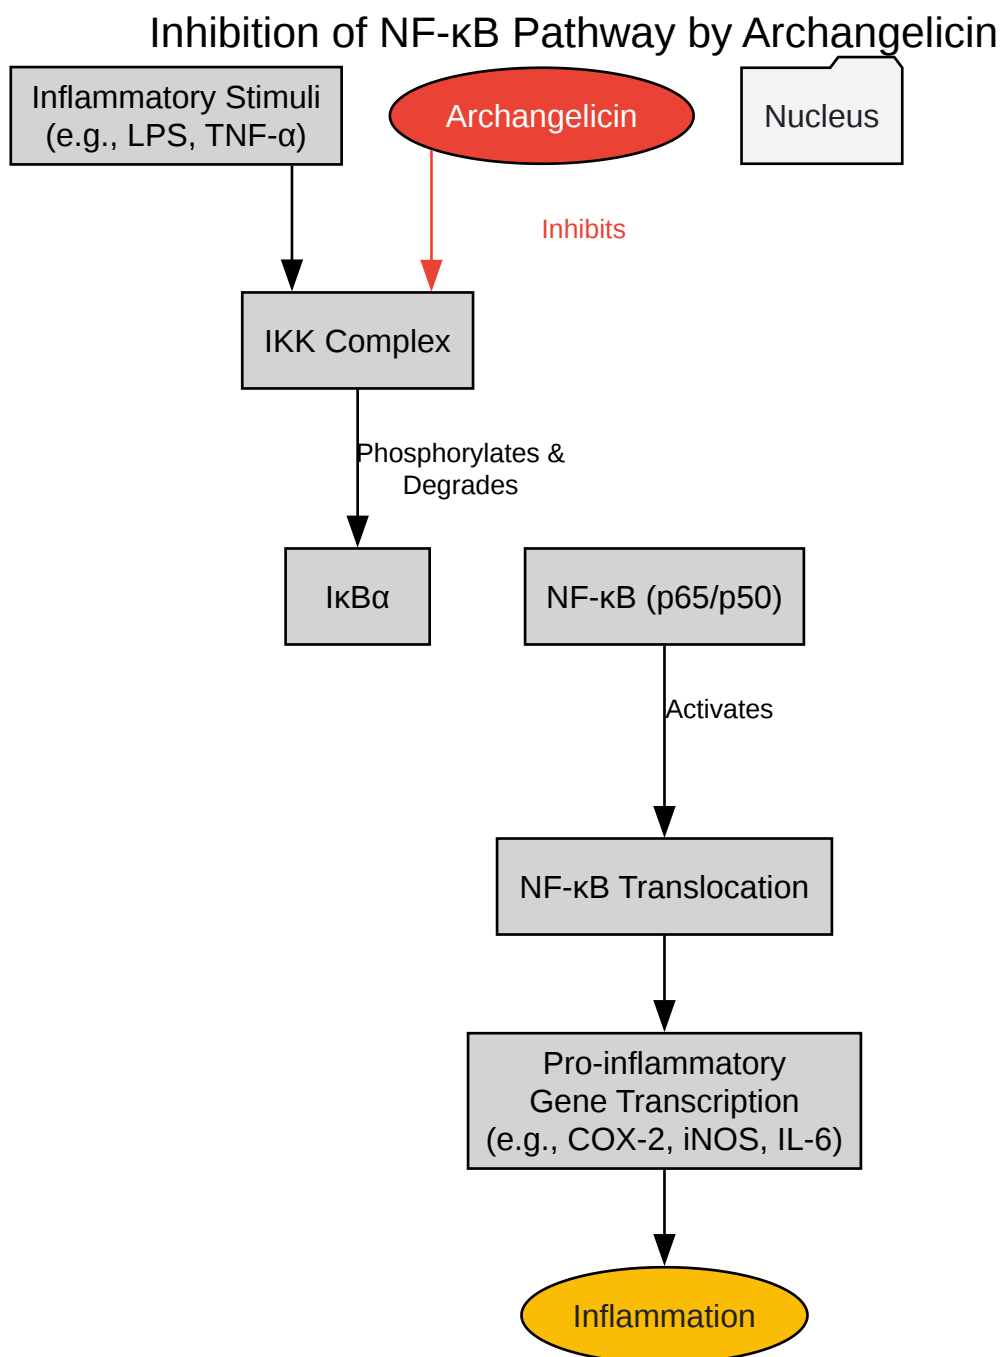 Inhibition of NF-κB Pathway by Archangelicin
Inflammatory Stimuli
(e.g., LPS, TNF-α)
Archangelicin
Nucleus
Inhibits
IKK Complex
Phosphorylates &
Degrades
IκBα
NF-κB (p65/p50)
Activates
NF-κB Translocation
Pro-inflammatory
Gene Transcription
(e.g., COX-2, iNOS, IL-6)
Inflammation